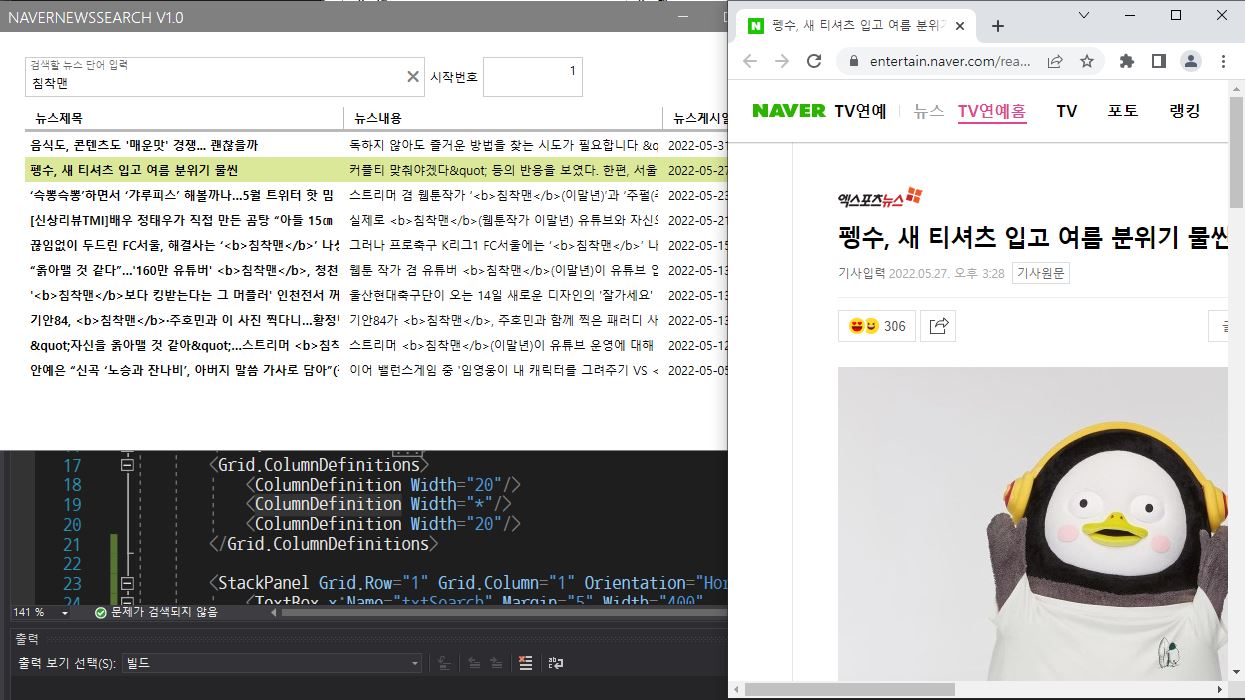 NAVERNEWSSEARCH V1.0
검색할 뉴스 단어 입력
침착맨
시작번호
1
뉴스제목 뉴스내용 뉴스게시일
음식도, 콘텐츠도 '매운맛' 경쟁... 괜찮을까 독하지 않아도 즐거운 방법을 찾는 시도가 필요합니다 &q 2022-05-31
펭수, 새 티셔츠 입고 여름 분위기 물씬 커플티 맞춰야겠다&quot; 등의 반응을 보였다. 한편, 서울 2022-05-27
‘슥뽕슥뽕’하면서 ‘갸루피스’ 해볼까나…5월 트위터 핫 밈 스트리머 겸 웹툰작가 ‘<b>침착맨</b>(이말년)’과 ‘주펄( 2022-05-23
[신상리뷰TMI]배우 정태우가 직접 만든 곰탕 “아들 15㎝ 실제로 <b>침착맨</b>(웹툰작가 이말년) 유튜브와 자신의 2022-05-21
끊임없이 두드린 FC서울, 해결사는 ‘<b>침착맨</b>’ 나상 그러나 프로축구 K리그1 FC서울에는 ‘<b>침착맨</b>’ 나 2022-05-15
“옭아맬 것 같다”...'160만 유튜버' <b>침착맨</b>, 청천 웹툰 작가 겸 유튜버 <b>침착맨</b>(이말년)이 유튜브 업 2022-05-13
'<b>침착맨</b>보다 킹받는다는 그 머플러' 인천전서 꺼 울산현대축구단이 오는 14일 새로운 디자인의 '잘가세요' 2022-05-13
기안84, <b>침착맨</b>·주호민과 이 사진 찍다니…황정민 기안84가 <b>침착맨</b>, 주호민과 함께 찍은 패러디 사 2022-05-13
&quot;자신을 옭아맬 것 같아&quot;…스트리머 <b>침착 스트리머 겸 <b>침착맨</b>(이말년)이 유튜브 운영에 대해 2022-05-12
안예은 “신곡 ‘노승과 잔나비’, 아버지 말씀 가사로 담아”( 이어 밸런스게임 중 '임영웅이 내 캐릭터를 그려주기 VS < 2022-05-05
17 <Grid.ColumnDefinitions>
18 <ColumnDefinition Width="20"/>
19 <ColumnDefinition Width="*"/>
20 <ColumnDefinition Width="20"/>
21 </Grid.ColumnDefinitions>
22
23 <StackPanel Grid.Row="1" Grid.Column="1" Orientation="Hor
24 <TextBox x:Name="txtSearch" Margin="5" Width="400"
141 % 문제가 검색되지 않음
출력
출력 보기 선택(S): 빌드
N 펭수, 새 티셔츠 입고 여름 분위기
entertain.naver.com/rea...
NAVER TV연예 뉴스 TV연예홈 TV 포토 랭킹
엑스포츠뉴스
펭수, 새 티셔츠 입고 여름 분위기 물씬
기사입력 2022.05.27. 오후 3:28 기사원문
306